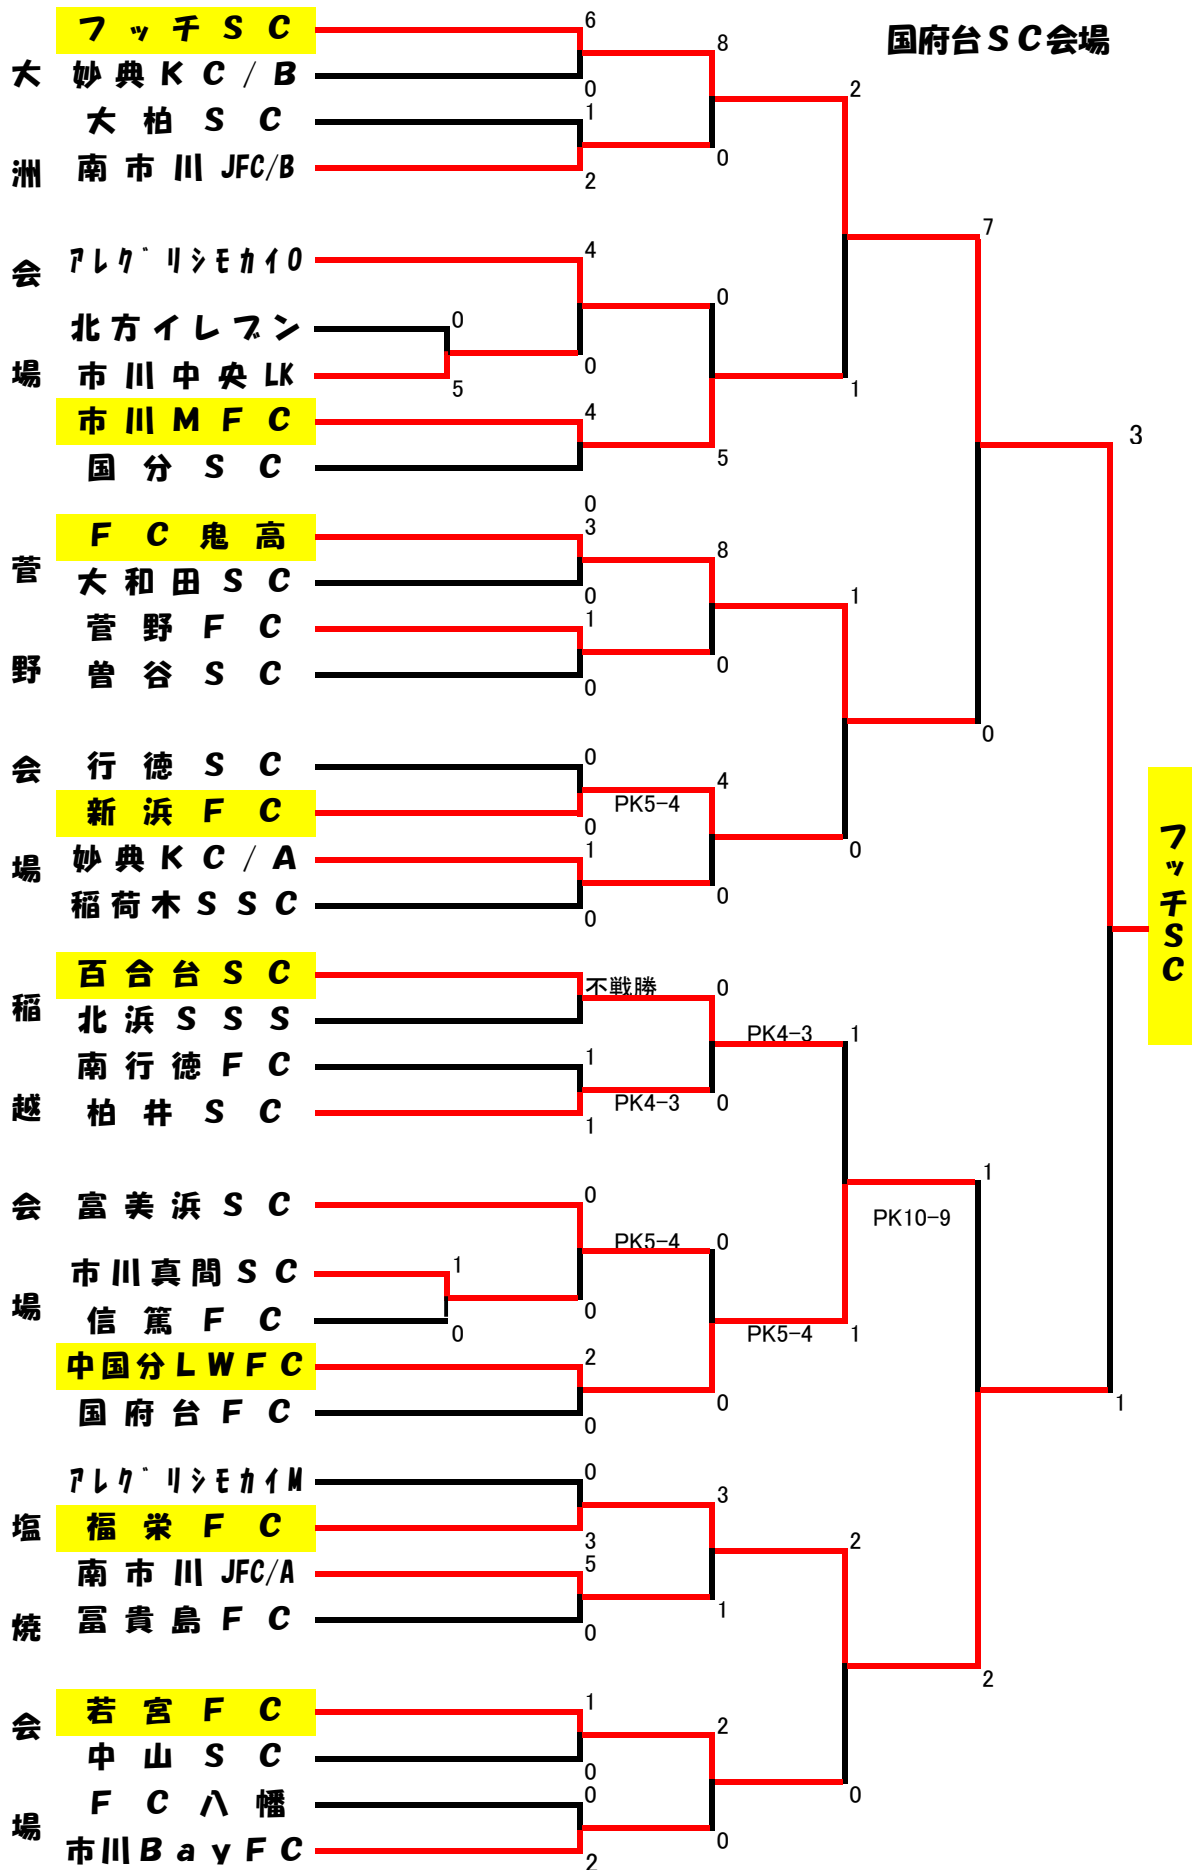 国府台SC会場
大洲会場
フッチSC
6
妙典KC/B
0
大柏SC
1
南市川JFC/B
2
8
0
2
アレグリシモカイO
4
北方イレブン
0
市川中央LK
5
0
市川MFC
4
国分SC
0
0
5
1
7
菅野会場
FC鬼高
3
大和田SC
0
菅野FC
1
曽谷SC
0
8
0
1
行徳SC
0
新浜FC
0
PK5-4
妙典KC/A
1
稲荷木SSC
0
4
0
0
0
3
稲越会場
百合台SC
不戦勝
北浜SSS
南行徳FC
1
柏井SC
1
PK4-3
0
0
PK4-3
1
富美浜SC
0
市川真間SC
1
信篤FC
0
0
PK5-4
中国分LWFC
2
国府台FC
0
0
0
PK5-4
1
1
PK10-9
塩焼会場
アレグリシモカイM
0
福栄FC
3
南市川JFC/A
5
冨貴島FC
0
3
1
2
若宮FC
1
中山SC
0
FC八幡
0
市川BayFC
2
2
0
0
2
1
フッチSC